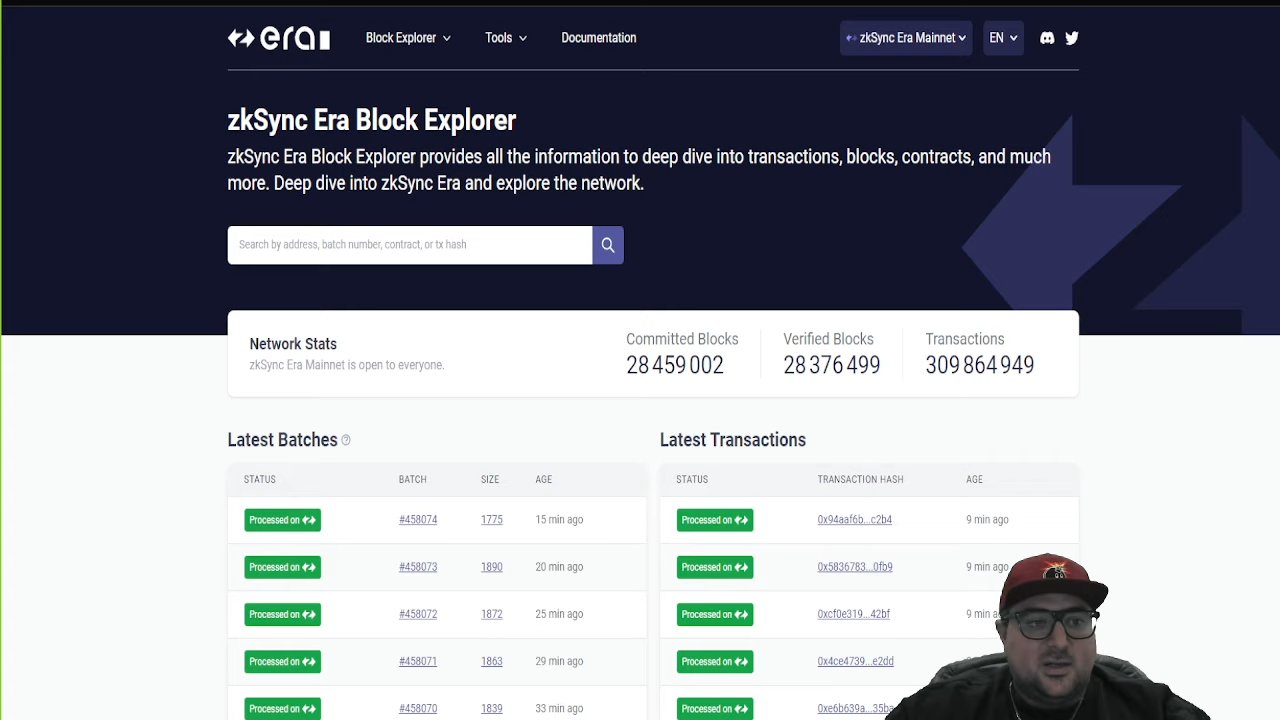 era
Block Explorer
Tools
Documentation
zkSync Era Mainnet
EN
zkSync Era Block Explorer
zkSync Era Block Explorer provides all the information to deep dive into transactions, blocks, contracts, and much
more. Deep dive into zkSync Era and explore the network.
Search by address, batch number, contract, or tx hash
Network Stats
zkSync Era Mainnet is open to everyone.
Committed Blocks
28 459 002
Verified Blocks
28 376 499
Transactions
309 864 949
Latest Batches
STATUS BATCH SIZE AGE
Processed on #458074 1775 15 min ago
Processed on #458073 1890 20 min ago
Processed on #458072 1872 25 min ago
Processed on #458071 1863 29 min ago
Processed on #458070 1839 33 min ago
Latest Transactions
STATUS TRANSACTION HASH AGE
Processed on 0x94aaf6b...c2b4 9 min ago
Processed on 0x5836783...0fb9 9 min ago
Processed on 0xcf0e319...42bf 9 min
Processed on 0x4ce4739...e2dd
Processed on 0xe6b639a...35ba